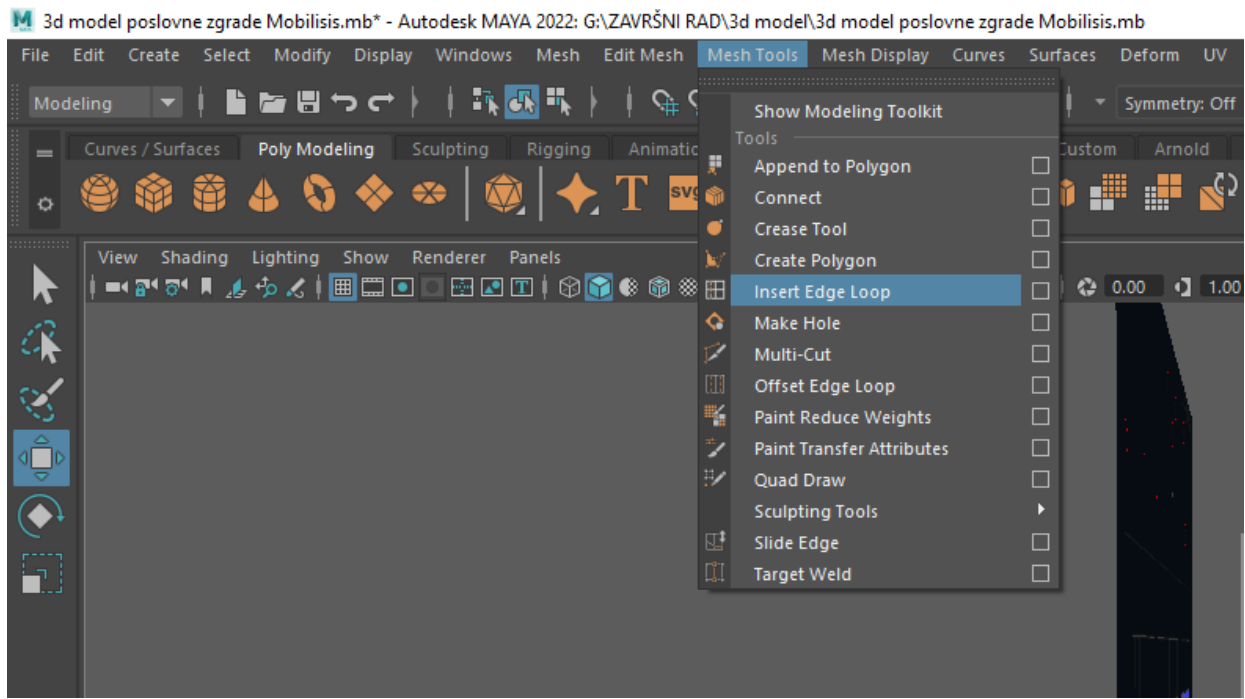 3d model poslovne zgrade Mobilisis.mb* - Autodesk MAYA 2022: G:\ZAVRŠNI RAD\3d model\3d model poslovne zgrade Mobilisis.mb
File Edit Create Select Modify Display Windows Mesh Edit Mesh Mesh Tools Mesh Display Curves Surfaces Deform UV
Modeling
Symmetry: Off
Curves / Surfaces Poly Modeling Sculpting Rigging Custom Arnold
T
View Shading Lighting Show Renderer Panels
T
0.00 1.00
Show Modeling Toolkit
Tools
Append to Polygon
Connect
Crease Tool
Create Polygon
Insert Edge Loop
Make Hole
Multi-Cut
Offset Edge Loop
Paint Reduce Weights
Paint Transfer Attributes
Quad Draw
Sculpting Tools
Slide Edge
Target Weld